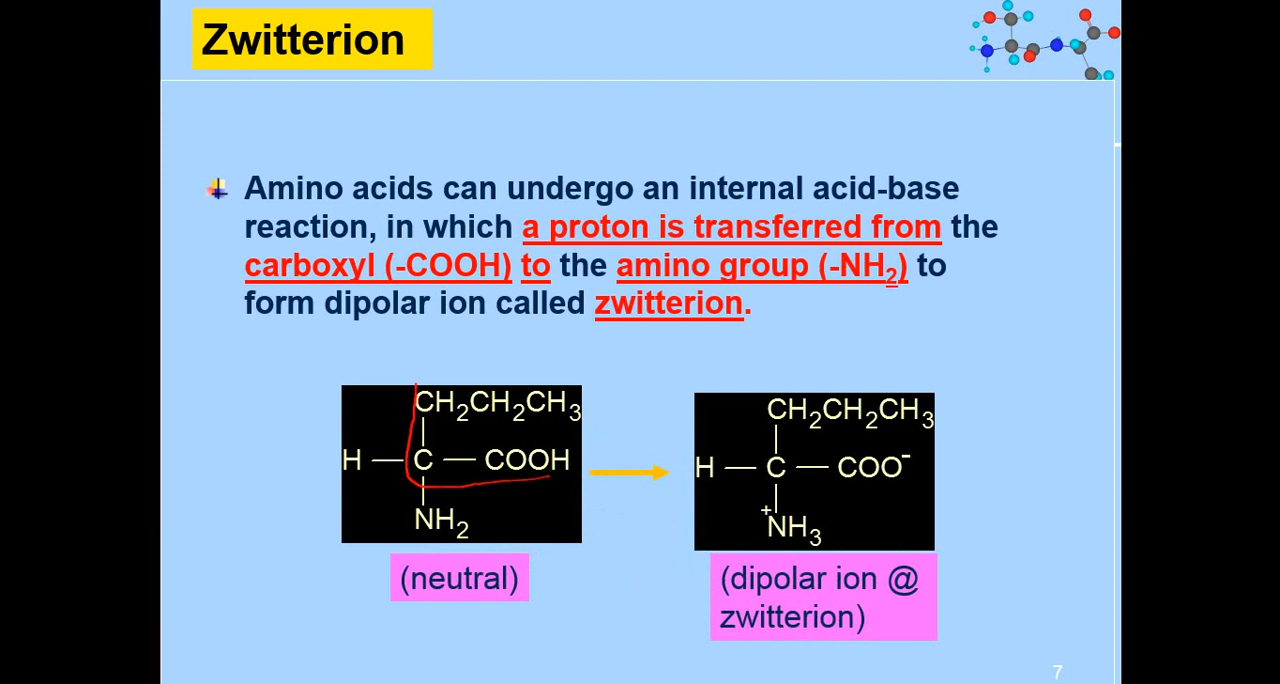 Zwitterion
Amino acids can undergo an internal acid-base
reaction, in which a proton is transferred from the
carboxyl (-COOH) to the amino group (-NH₂) to
form dipolar ion called zwitterion.
CH₂CH₂CH₃
H — C — COOH
NH₂
(neutral)
CH₂CH₂CH₃
H — C — COO⁻
⁺NH₃
(dipolar ion @
zwitterion)
7